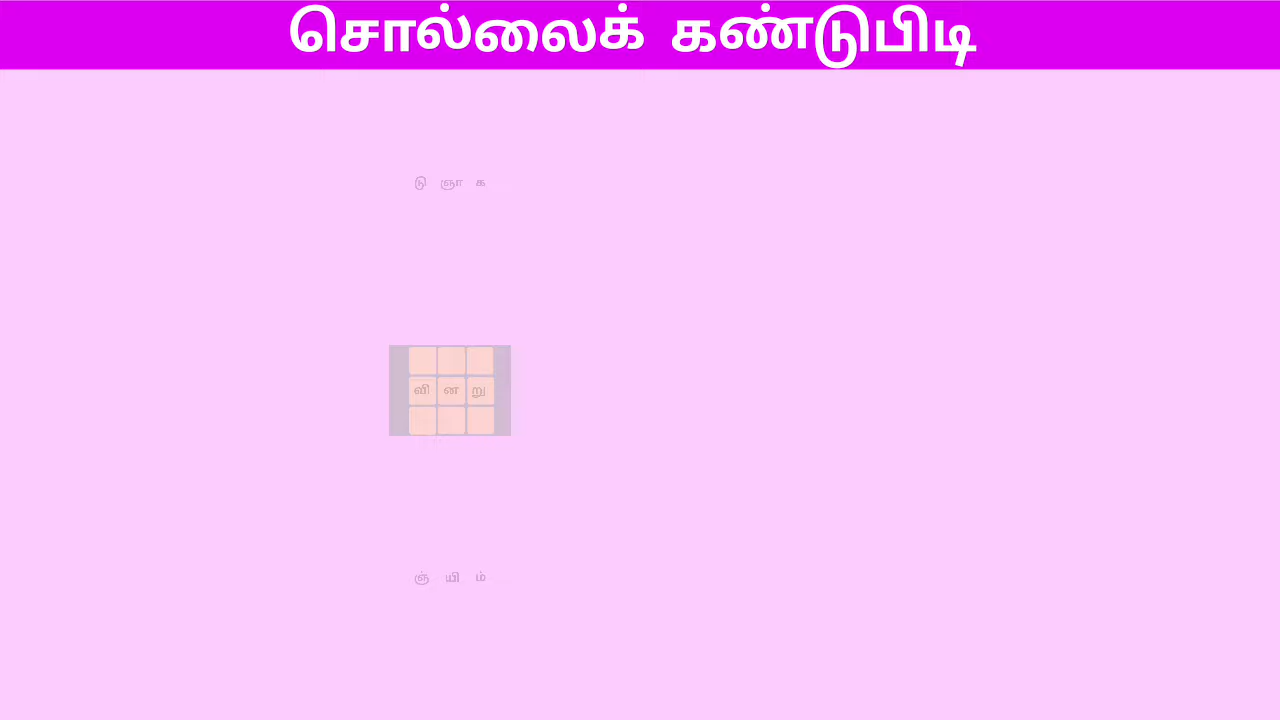 சொல்லைக் கண்டுபிடி
டு ஞா க
வி ன று
ஞ் யி ம்